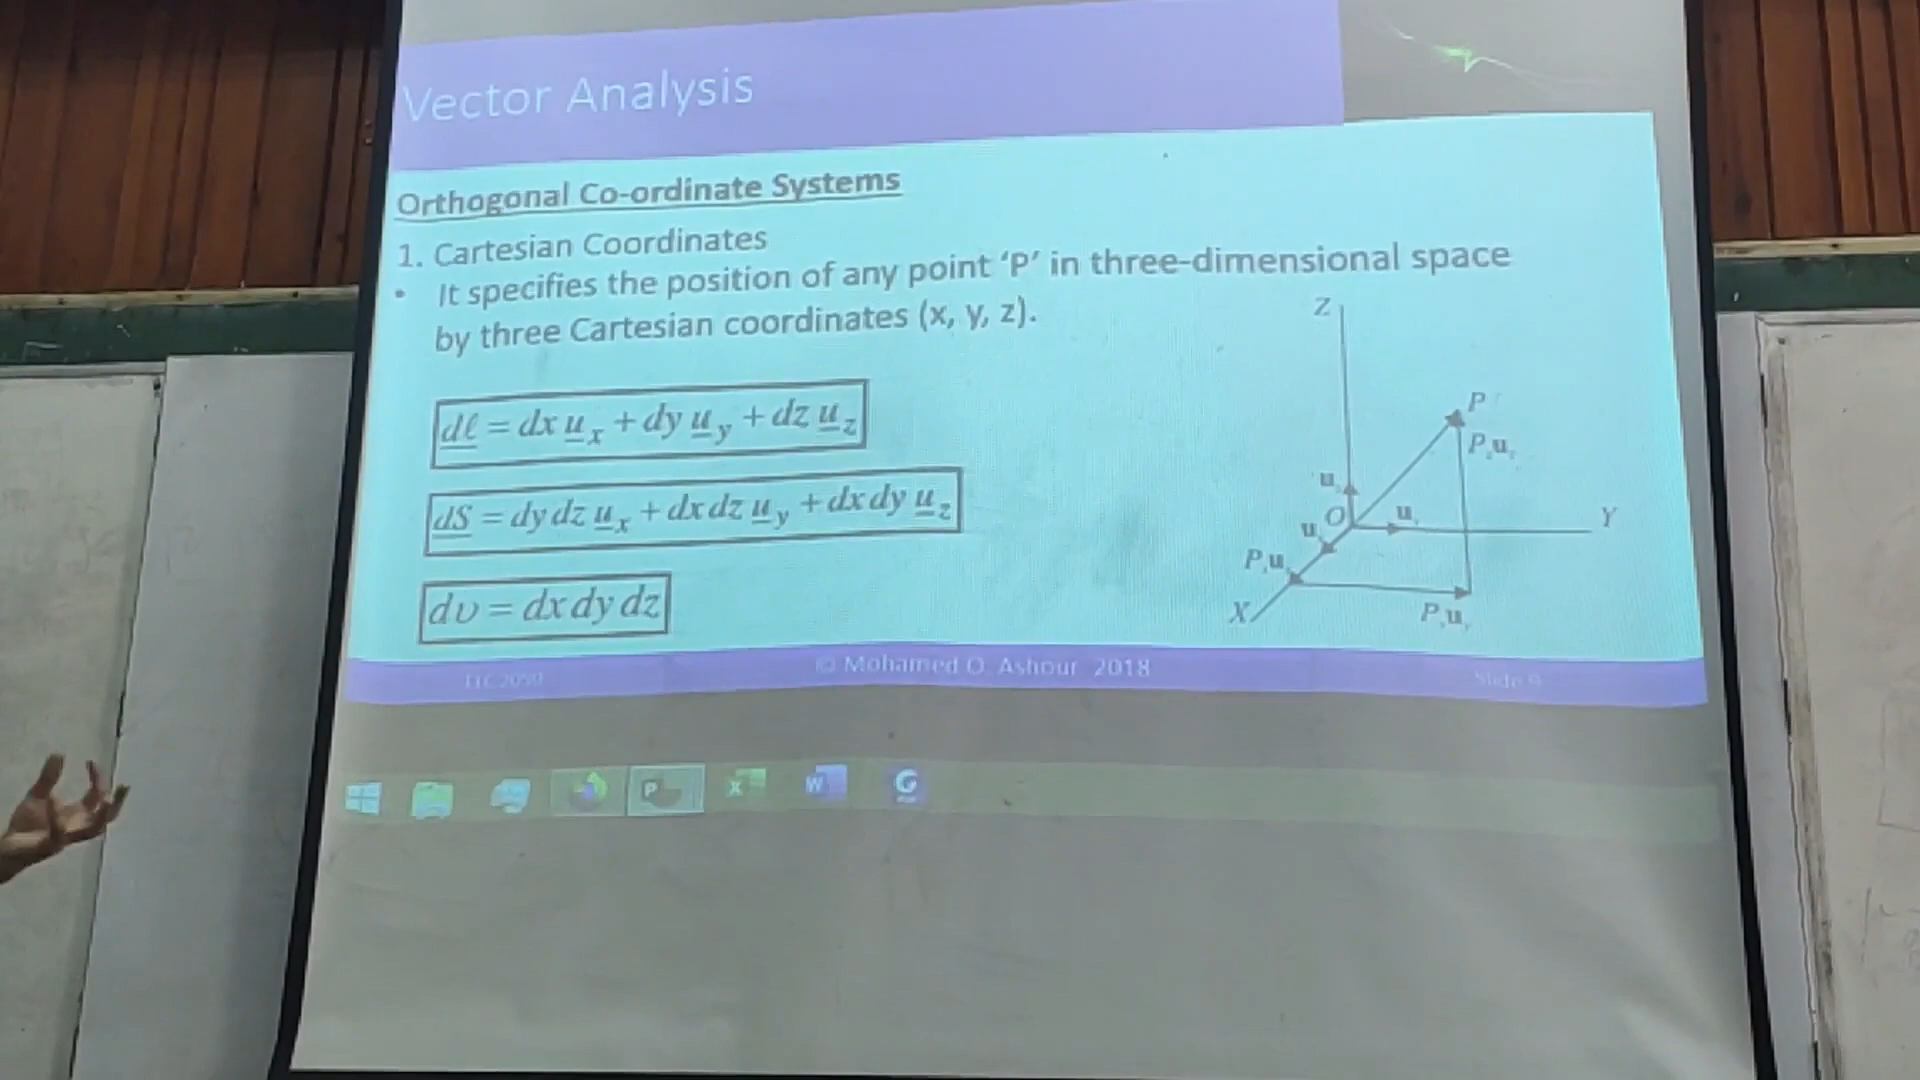 Vector Analysis
Orthogonal Co-ordinate Systems
1. Cartesian Coordinates
• It specifies the position of any point ‘P’ in three-dimensional space
by three Cartesian coordinates (x, y, z).
dℓ = dx u_x + dy u_y + dz u_z
dS = dy dz u_x + dx dz u_y + dx dy u_z
dυ = dx dy dz
Z
P
u
O
u
Y
u
X
© Mohamed O. Ashour 2018
P
X
W
G